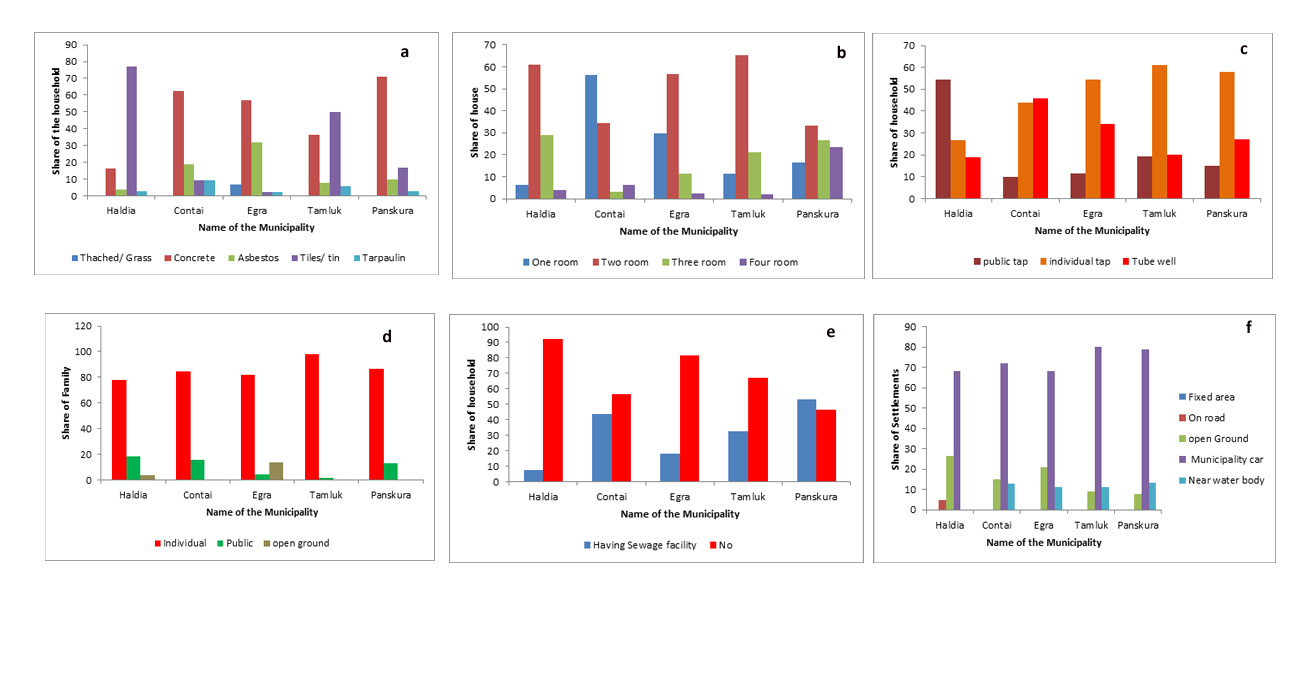 a
90
80
70
60
50
40
30
20
10
0
Share of the household
Haldia Contai Egra Tamluk Panskura
Name of the Municipality
Thached/ Grass Concrete Asbestos Tiles/ tin Tarpaulin
b
70
60
50
40
30
20
10
0
Share of house
Haldia Contai Egra Tamluk Panskura
Name of the Municipality
One room Two room Three room Four room
c
70
60
50
40
30
20
10
0
Share of household
Haldia Contai Egra Tamluk Panskura
Name of the Municipality
public tap individual tap Tube well
d
120
100
80
60
40
20
0
Share of Family
Haldia Contai Egra Tamluk Panskura
Name of the Municipality
Individual Public open ground
e
100
90
80
70
60
50
40
30
20
10
0
Share of household
Haldia Contai Egra Tamluk Panskura
Name of the Municipality
Having Sewage facility No
f
90
80
70
60
50
40
30
20
10
0
Share of Settlements
Haldia Contai Egra Tamluk Panskura
Name of the Municipality
Fixed area
On road
open Ground
Municipality car
Near water body